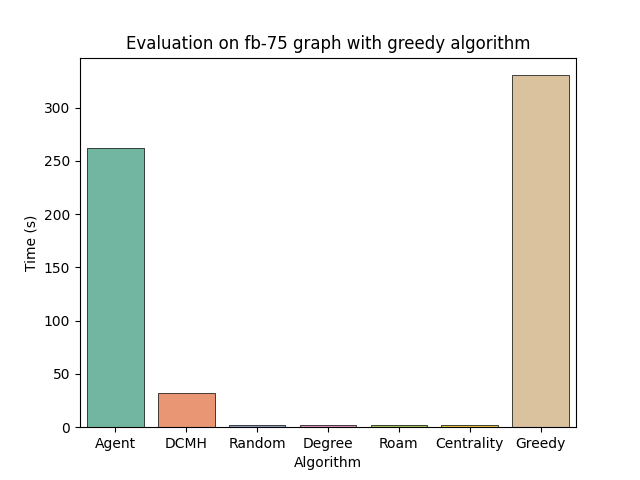 Evaluation on fb-75 graph with greedy algorithm
300
250
200
150
100
50
0
Time (s)
Agent DCMH Random Degree Roam Centrality Greedy
Algorithm